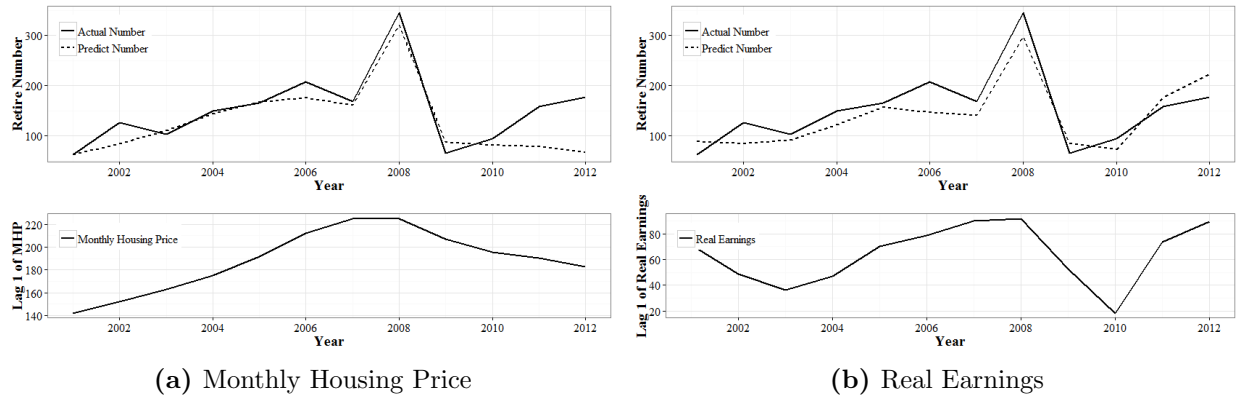 Retire Number
300
200
100
Actual Number
Predict Number
2002 2004 2006 2008 2010 2012
Year
Lag 1 of MHP
220
200
180
160
140
Monthly Housing Price
2002 2004 2006 2008 2010 2012
Year
(a) Monthly Housing Price
Retire Number
300
200
100
Actual Number
Predict Number
2002 2004 2006 2008 2010 2012
Year
Lag 1 of Real Earnings
80
60
40
20
Real Earnings
2002 2004 2006 2008 2010 2012
Year
(b) Real Earnings